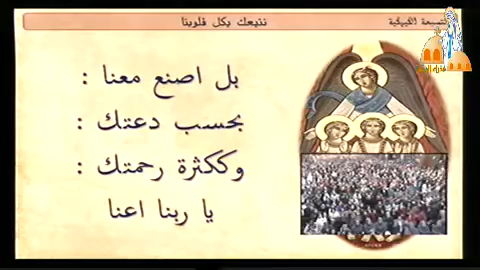 نتبعك بكل قلوبنا
بل اصنع معنا :
بحسب دعتك :
وككثرة رحمتك :
يا ربنا اعنا